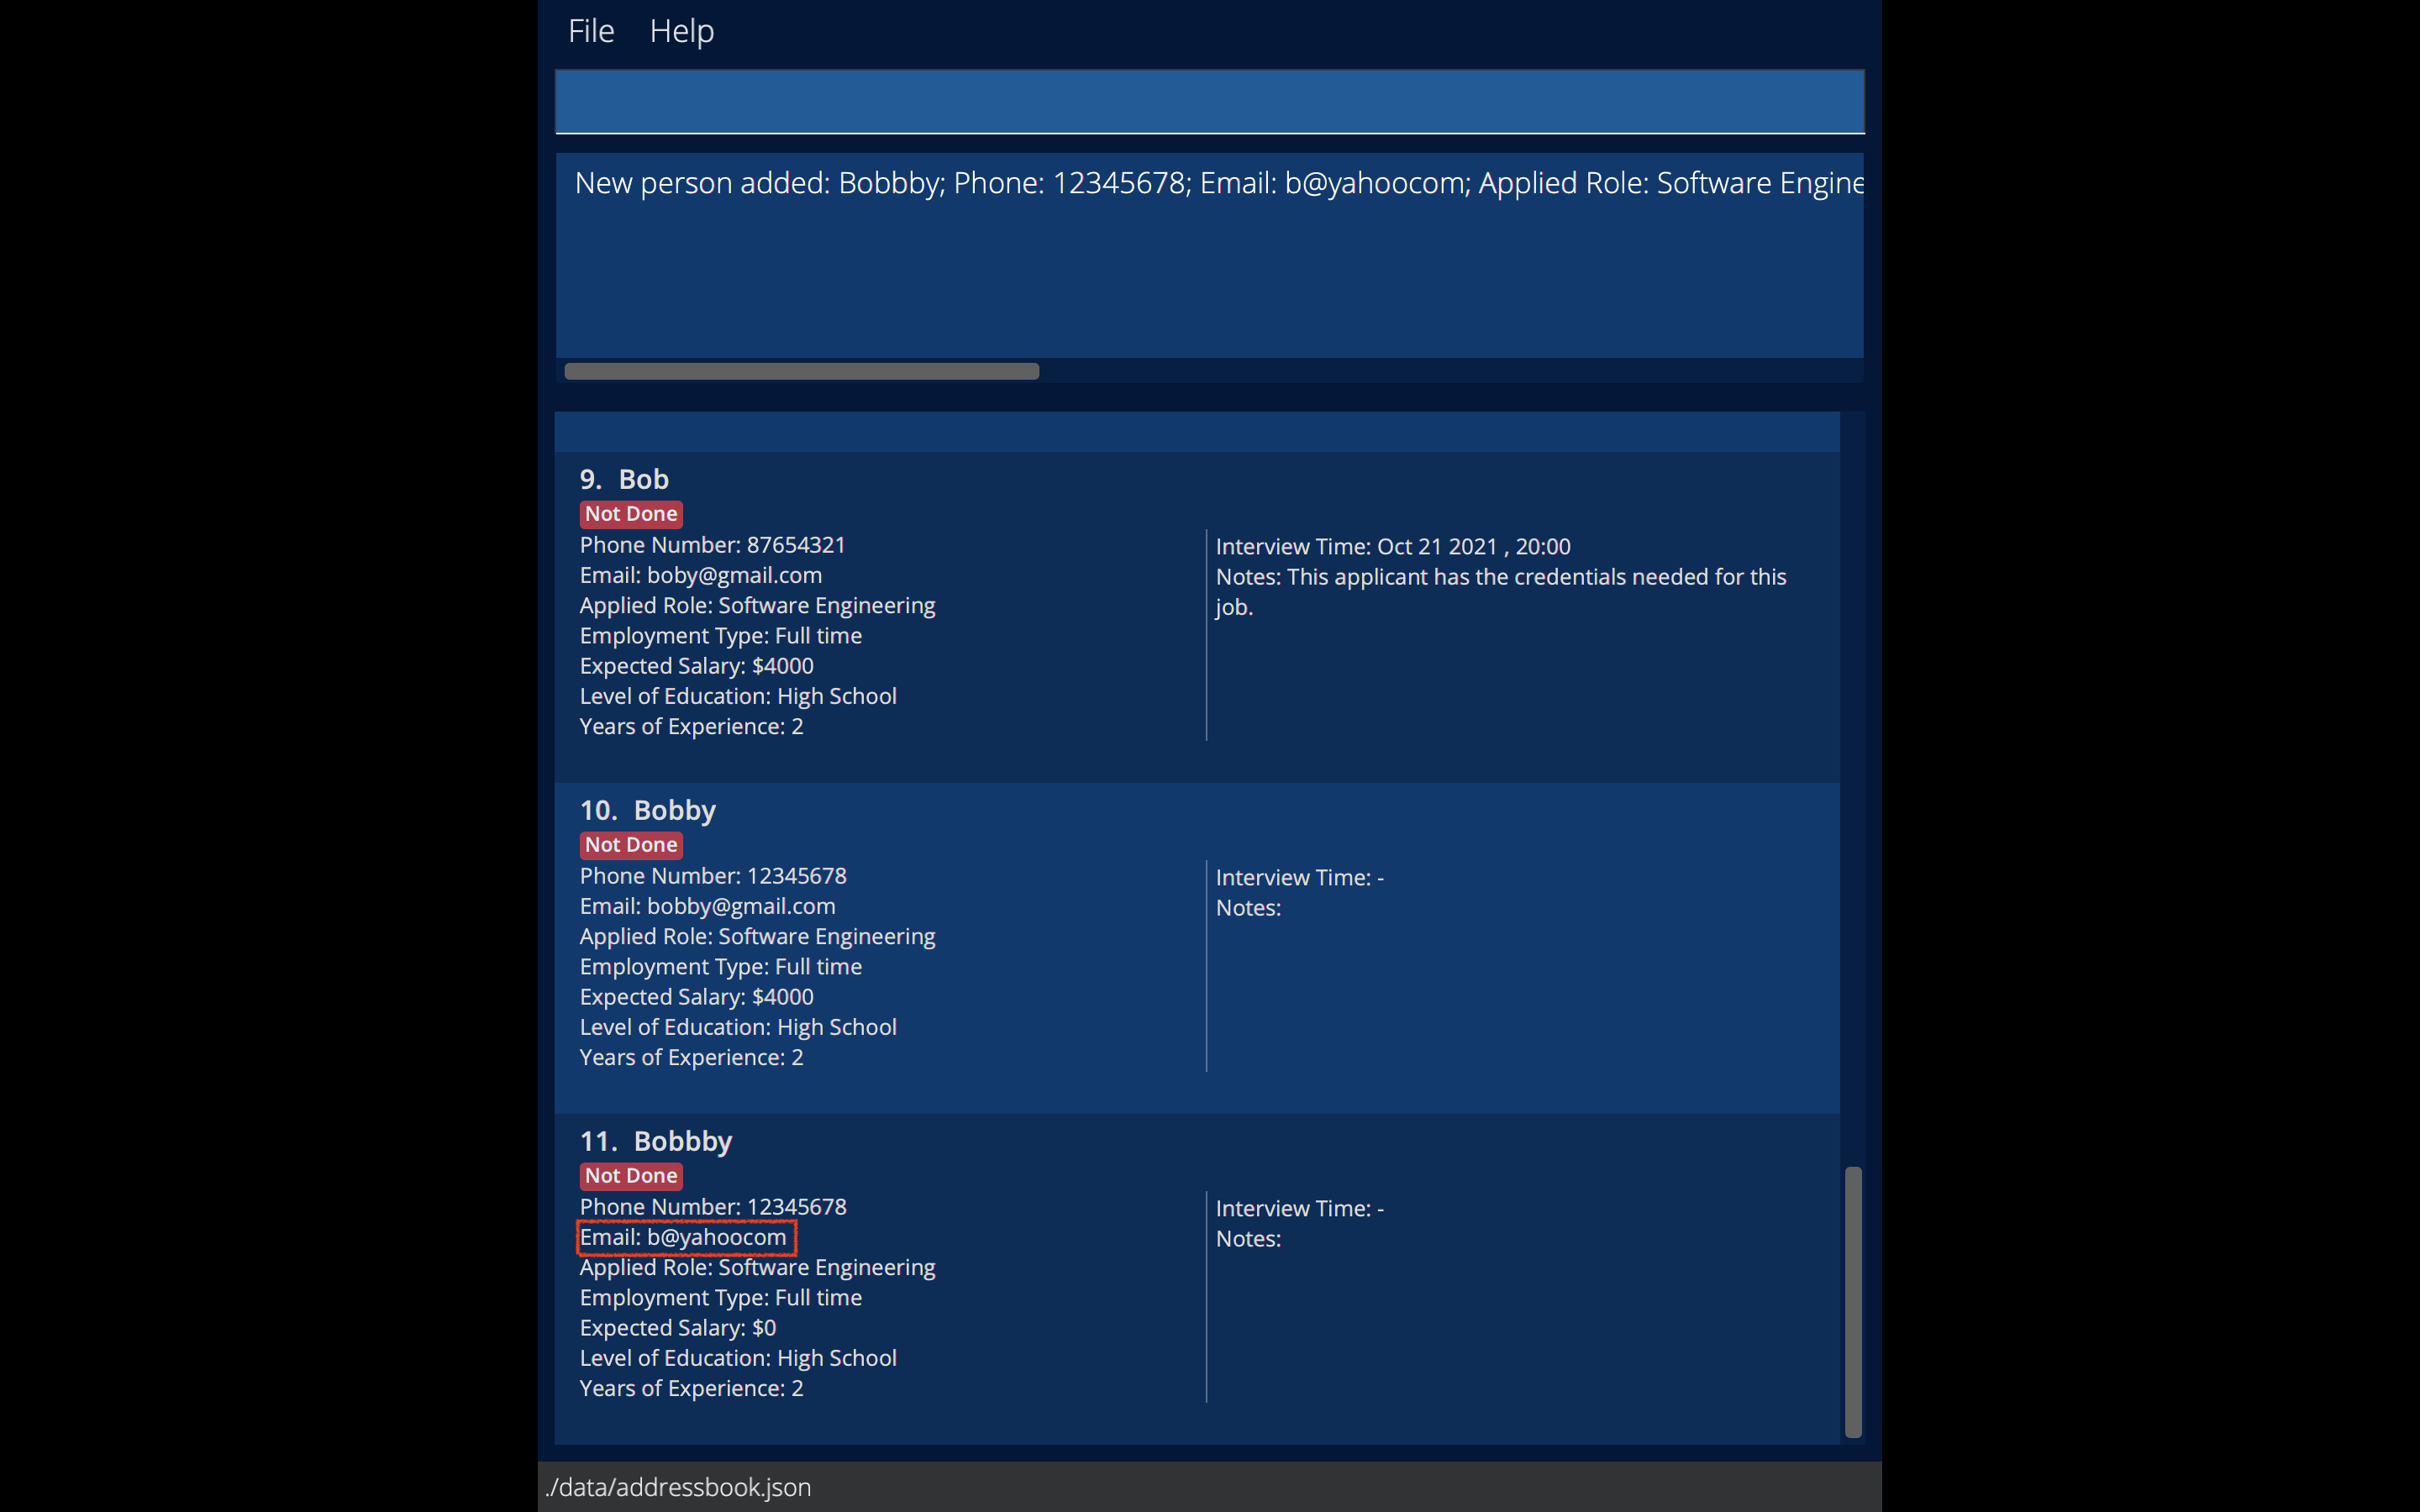 File Help
New person added: Bobbby; Phone: 12345678; Email: b@yahoocom; Applied Role: Software Engine
9. Bob
Not Done
Phone Number: 87654321
Email: boby@gmail.com
Applied Role: Software Engineering
Employment Type: Full time
Expected Salary: $4000
Level of Education: High School
Years of Experience: 2
Interview Time: Oct 21 2021 , 20:00
Notes: This applicant has the credentials needed for this
job.
10. Bobby
Not Done
Phone Number: 12345678
Email: bobby@gmail.com
Applied Role: Software Engineering
Employment Type: Full time
Expected Salary: $4000
Level of Education: High School
Years of Experience: 2
Interview Time: -
Notes:
11. Bobbby
Not Done
Phone Number: 12345678
Email: b@yahoocom
Applied Role: Software Engineering
Employment Type: Full time
Expected Salary: $0
Level of Education: High School
Years of Experience: 2
Interview Time: -
Notes:
./data/addressbook.json